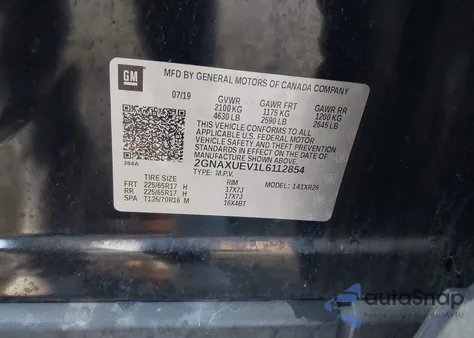 GM
MFD BY GENERAL MOTORS OF CANADA COMPANY
07/19 GVWR GAWR FRT GAWR RR
2100 KG 1175 KG 1200 KG
4630 LB 2590 LB 2645 LB
THIS VEHICLE CONFORMS TO ALL
APPLICABLE U.S. FEDERAL MOTOR
VEHICLE SAFETY AND THEFT
PREVENTION STANDARDS IN EFFECT
ON THE DATE OF MANUFACTURE
SHOWN ABOVE.
384A 2GNAXUEV1L6112854
TYPE: M.P.V. MODEL: 141XR26
TIRE SIZE RIM
FRT 225/65R17 H 17X7J
RR 225/65R17 H 17X7J
SPA T135/70R16 M 16X4BT
autoSnap